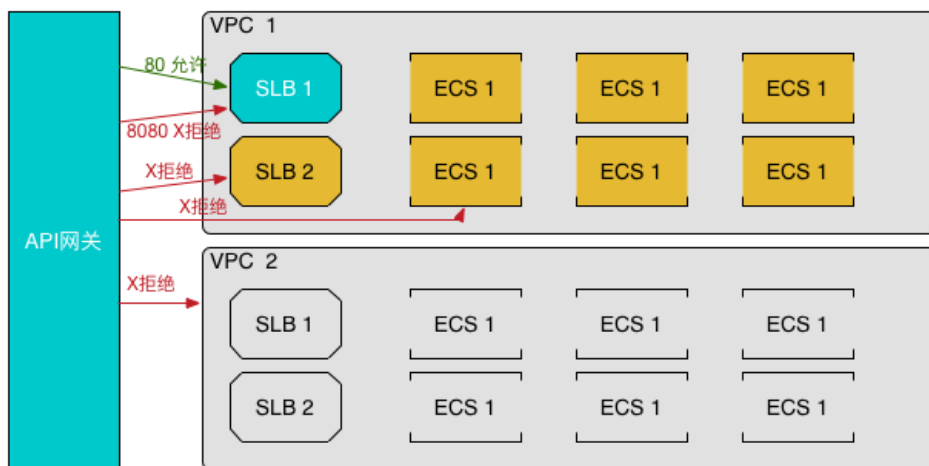 VPC 1
80 允许
SLB 1
ECS 1
ECS 1
ECS 1
8080 X拒绝
X拒绝
SLB 2
ECS 1
ECS 1
ECS 1
X拒绝
API网关
VPC 2
X拒绝
SLB 1
ECS 1
ECS 1
ECS 1
SLB 2
ECS 1
ECS 1
ECS 1